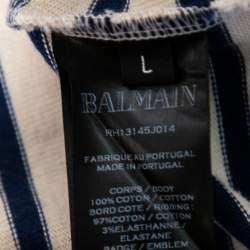 L
BALMAIN
RH13145J014
FABRIQUÉ AU PORTUGAL
MADE IN PORTUGAL
CORPS / BODY
100% COTON / COTTON
BORD COTE / RIBBING:
97%COTON / COTTON
3% ELASTHANNE /
ELASTANE
BADGE / EMBLEM